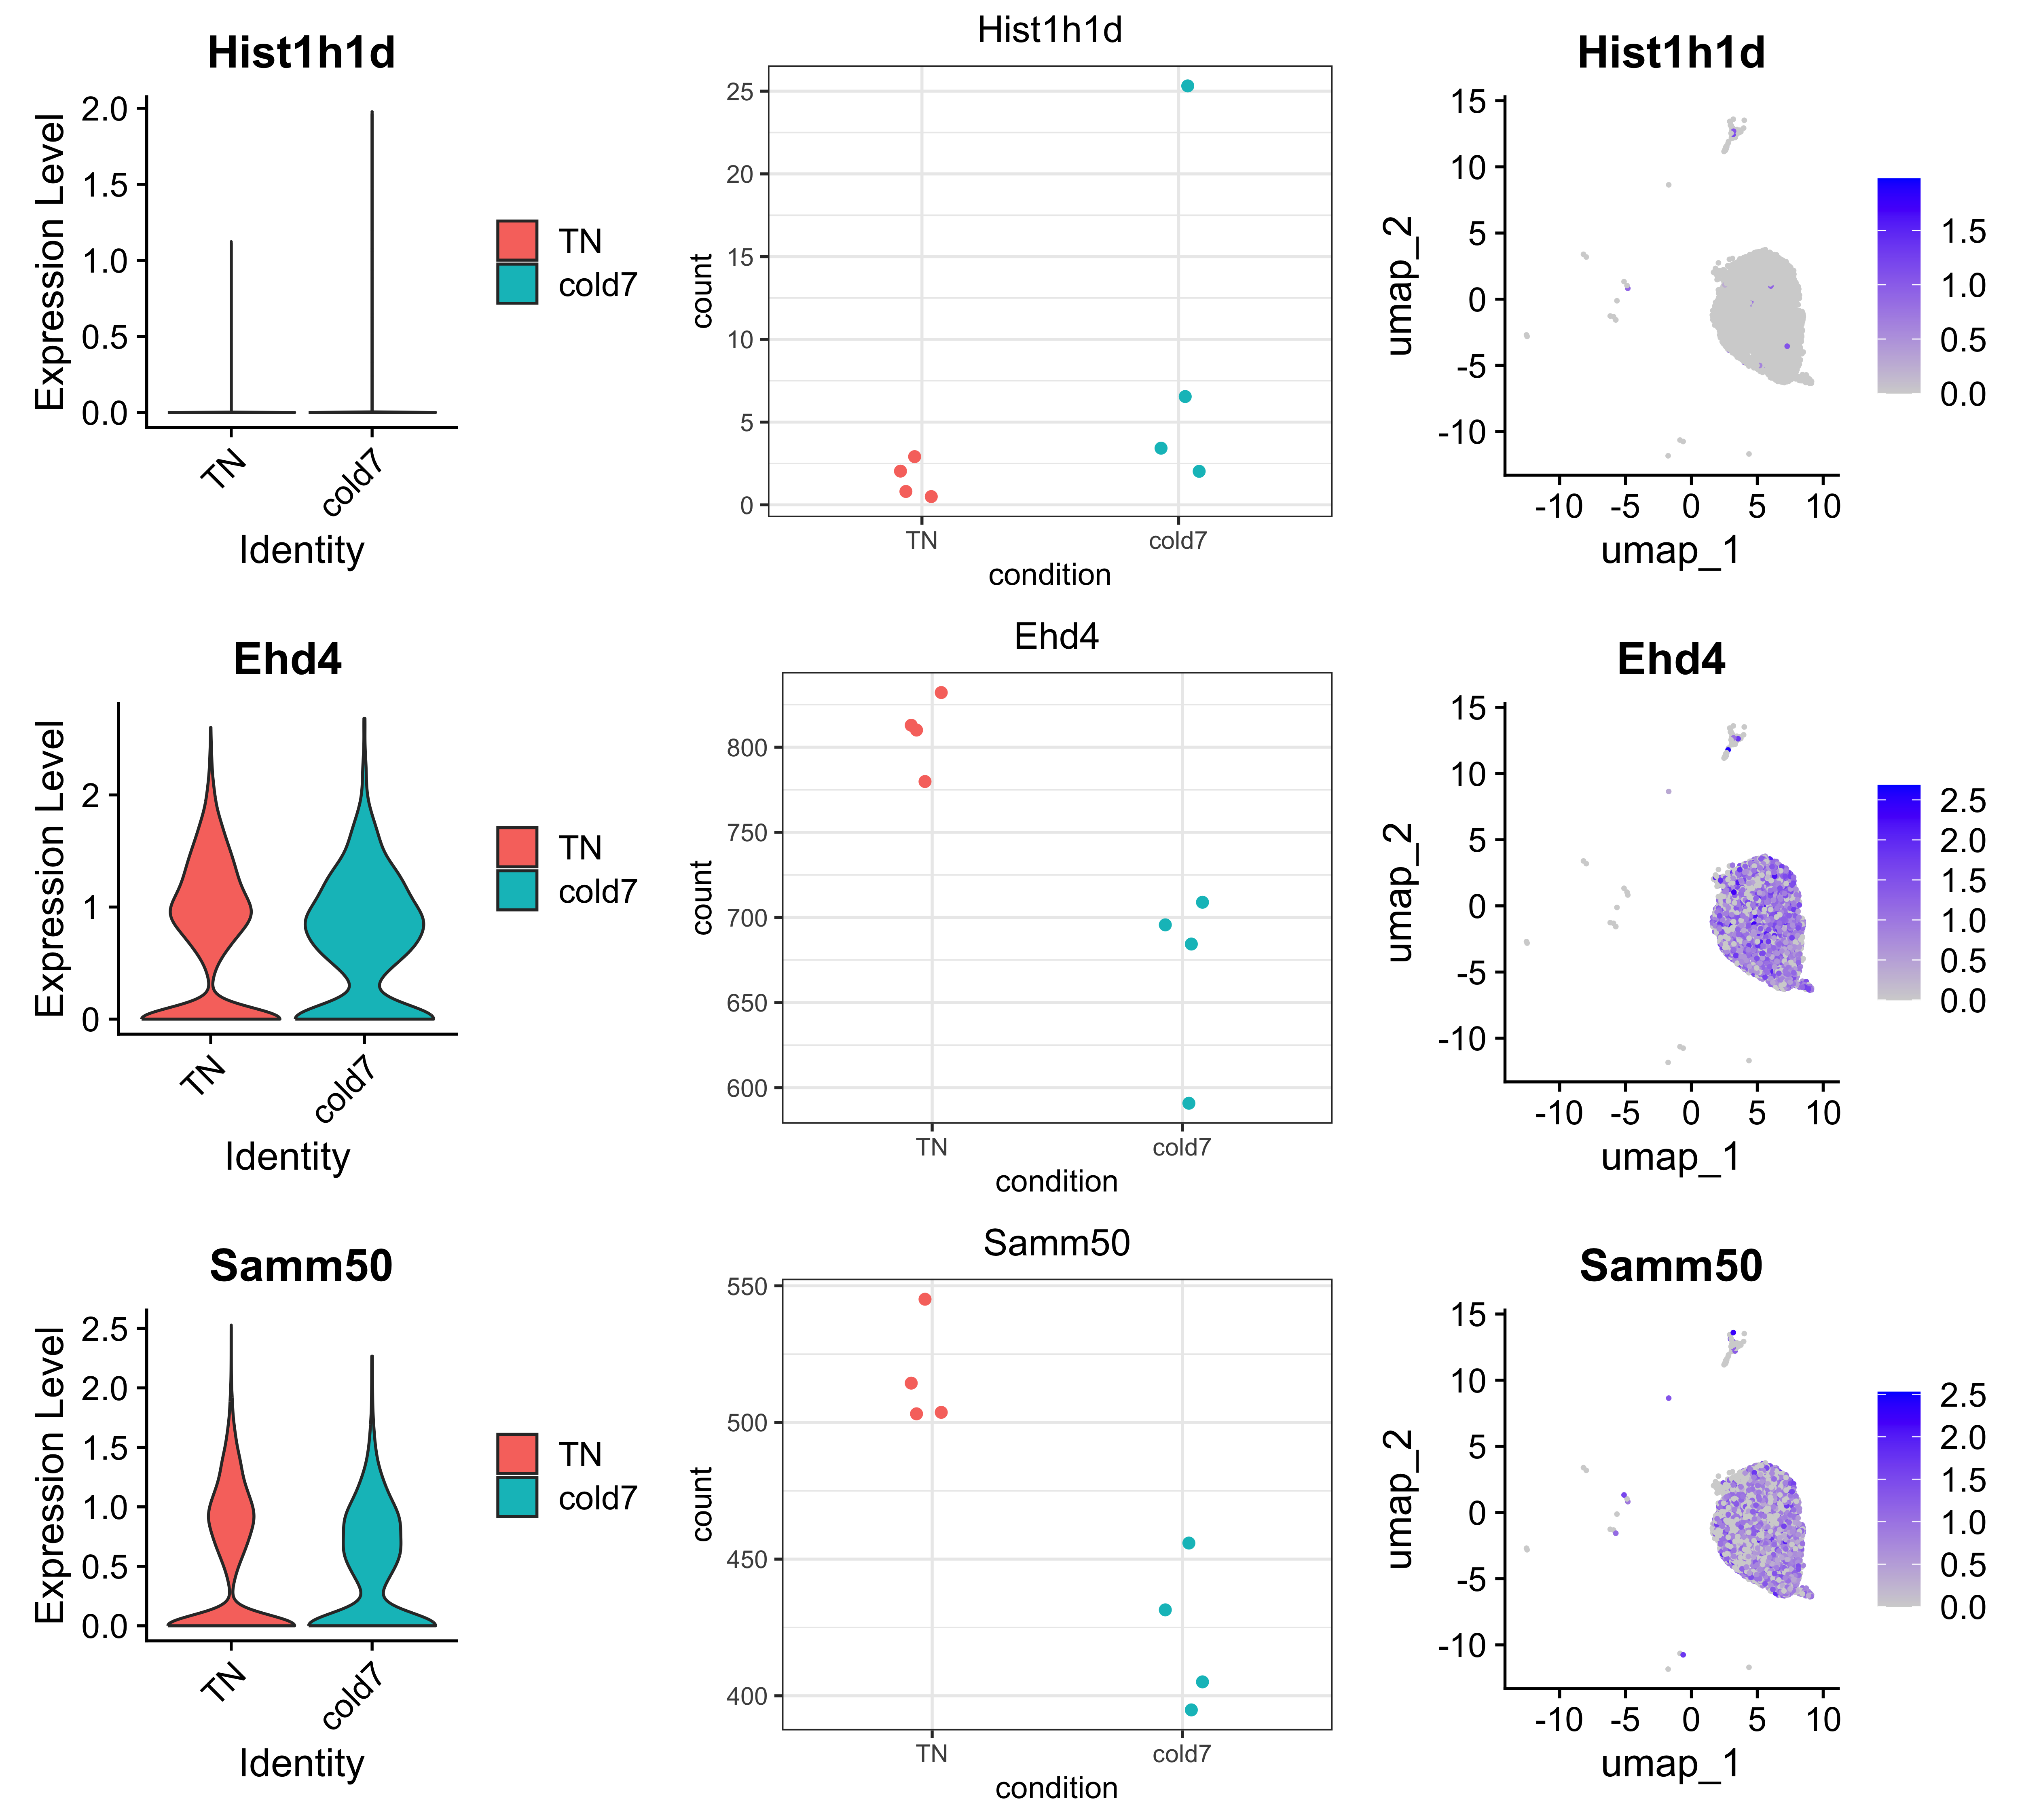 Hist1h1d
Expression Level
2.0
1.5
1.0
0.5
0.0
TN
cold7
Identity
TN
cold7
Hist1h1d
count
25
20
15
10
5
0
TN
cold7
condition
Hist1h1d
umap_2
15
10
5
0
-5
-10
-10
-5
0
5
10
umap_1
1.5
1.0
0.5
0.0
Ehd4
Expression Level
2
1
0
TN
cold7
Identity
TN
cold7
Ehd4
count
800
750
700
650
600
TN
cold7
condition
Ehd4
umap_2
15
10
5
0
-5
-10
-10
-5
0
5
10
umap_1
2.5
2.0
1.5
1.0
0.5
0.0
Samm50
Expression Level
2.5
2.0
1.5
1.0
0.5
0.0
TN
cold7
Identity
TN
cold7
Samm50
count
550
500
450
400
TN
cold7
condition
Samm50
umap_2
15
10
5
0
-5
-10
-10
-5
0
5
10
umap_1
2.5
2.0
1.5
1.0
0.5
0.0